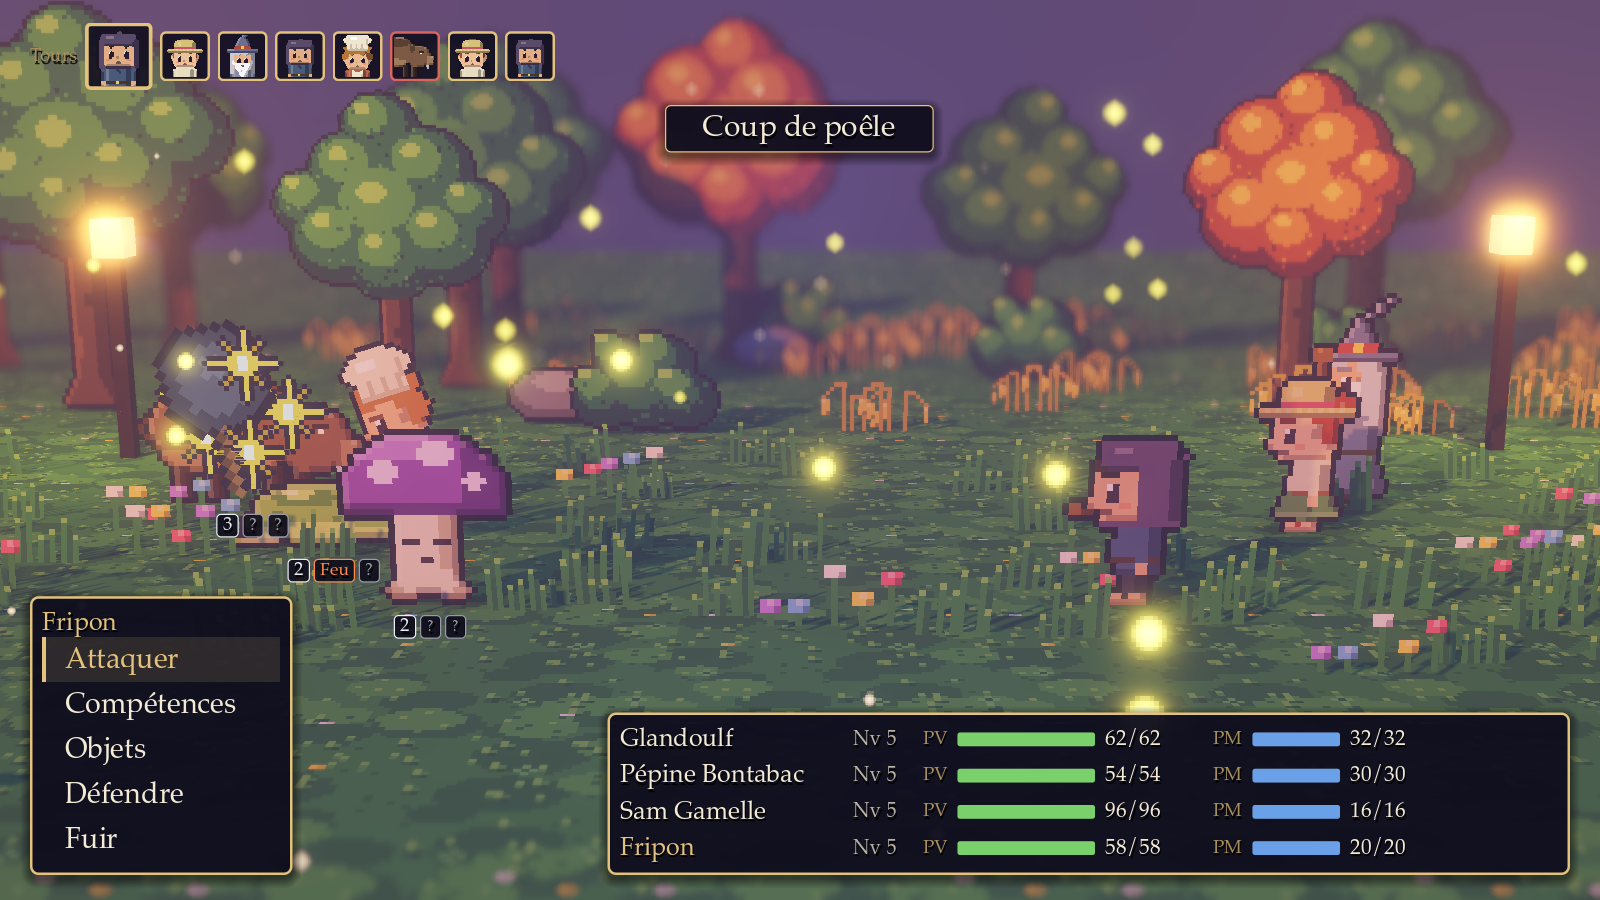 Tours
Coup de poêle
3 ? ?
2 Feu ?
2 ? ?
Fripon
Attaquer
Compétences
Objets
Défendre
Fuir
Glandoulf Nv 5 PV 62/62 PM 32/32
Pépine Bontabac Nv 5 PV 54/54 PM 30/30
Sam Gamelle Nv 5 PV 96/96 PM 16/16
Fripon Nv 5 PV 58/58 PM 20/20